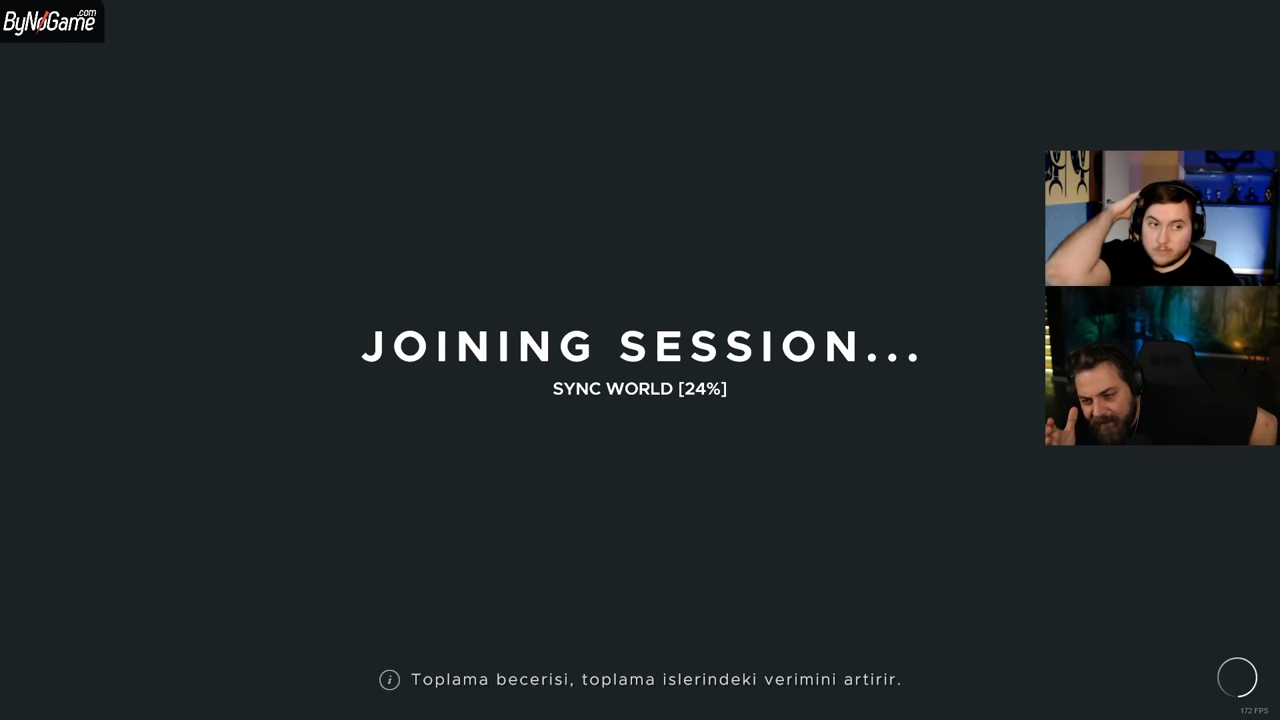 ByNoGame.com
JOINING SESSION...
SYNC WORLD [24%]
Toplama becerisi, toplama islerindeki verimini artirir.
172 FPS